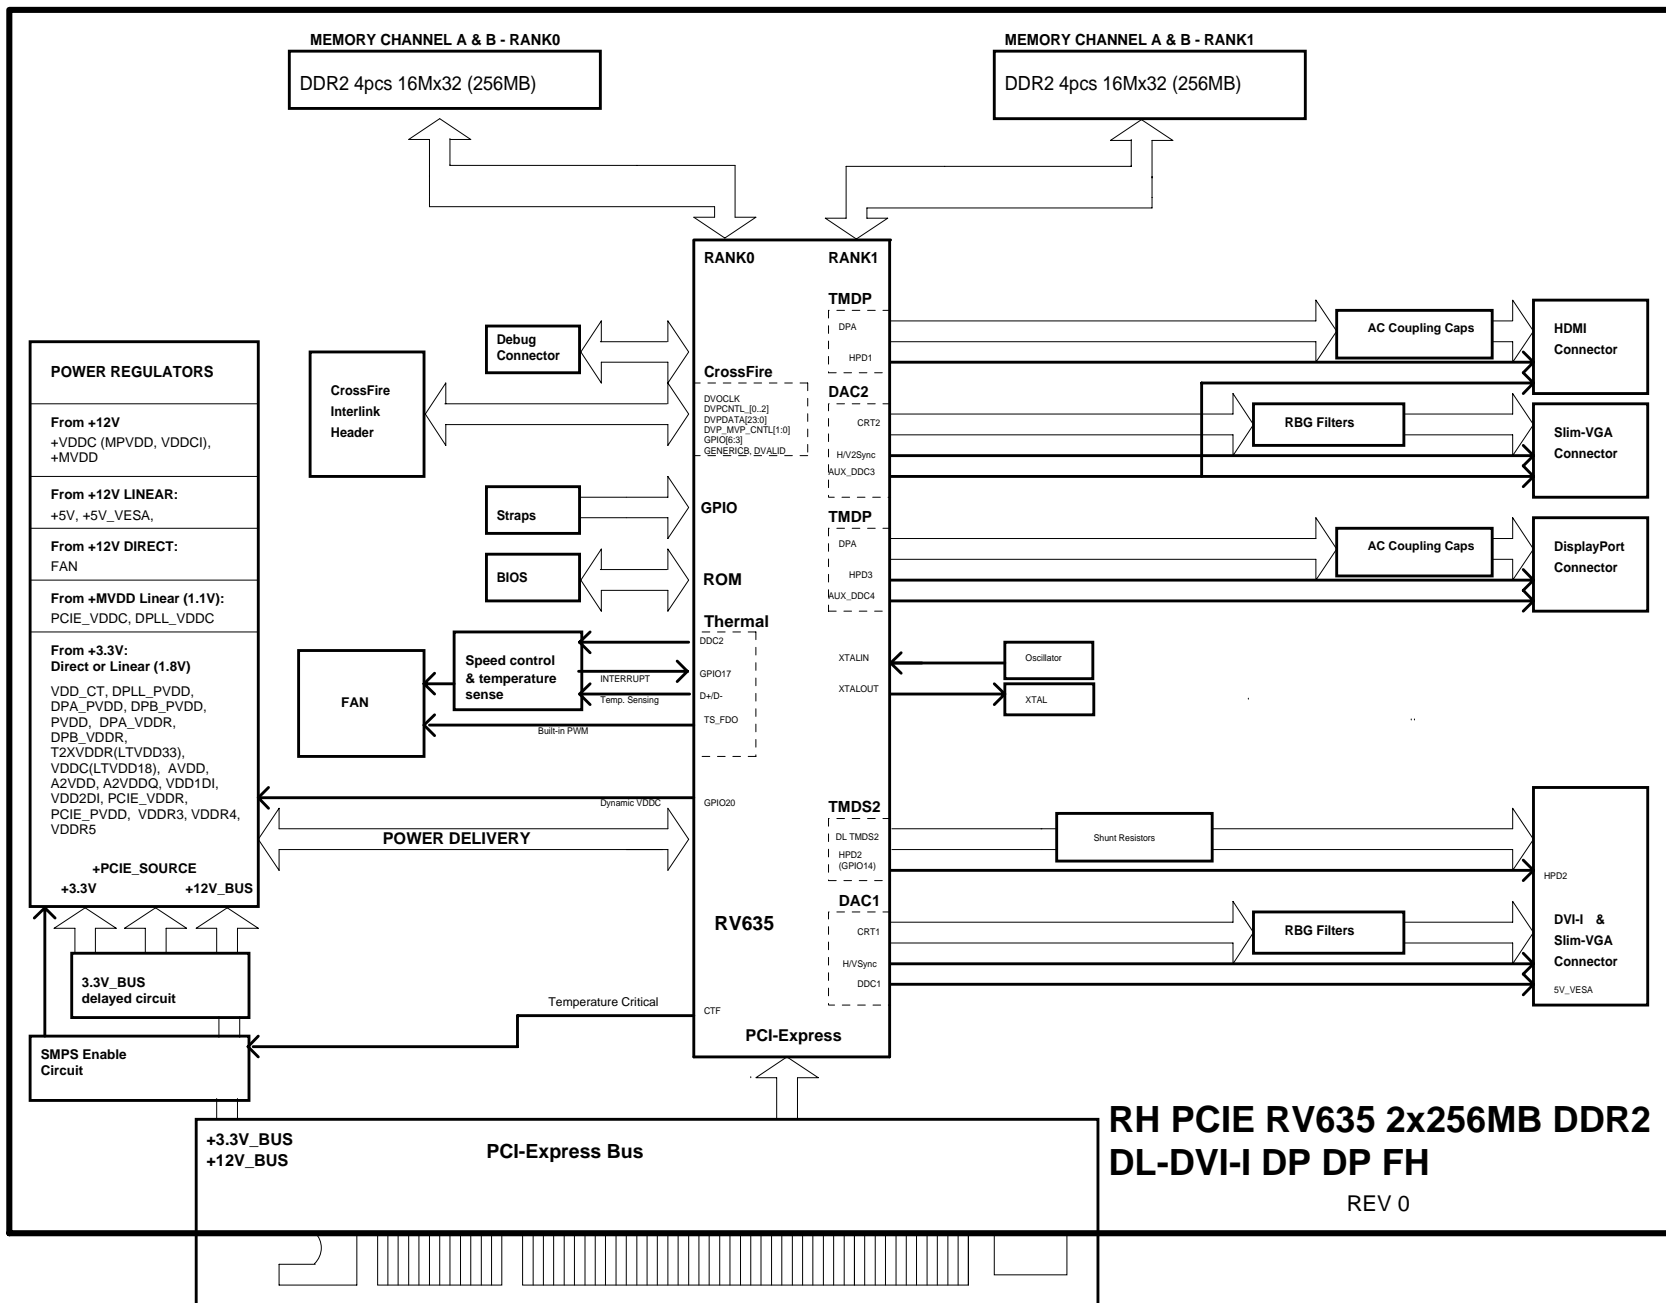 MEMORY CHANNEL A & B - RANK0
DDR2 4pcs 16Mx32 (256MB)
MEMORY CHANNEL A & B - RANK1
DDR2 4pcs 16Mx32 (256MB)
RANK0
RANK1
POWER REGULATORS
From +12V
+VDDC (MPVDD, VDDCI),
+MVDD
From +12V LINEAR:
+5V, +5V_VESA,
From +12V DIRECT:
FAN
From +MVDD Linear (1.1V):
PCIE_VDDC, DPLL_VDDC
From +3.3V:
Direct or Linear (1.8V)
VDD_CT, DPLL_PVDD,
DPA_PVDD, DPB_PVDD,
PVDD, DPA_VDDR,
DPB_VDDR,
T2XVDDR(LTVDD33),
VDDC(LTVDD18), AVDD,
A2VDD, A2VDDQ, VDD1DI,
VDD2DI, PCIE_VDDR,
PCIE_PVDD, VDDR3, VDDR4,
VDDR5
+PCIE_SOURCE
+3.3V
+12V_BUS
3.3V_BUS
delayed circuit
SMPS Enable
Circuit
CrossFire
Interlink
Header
Debug
Connector
Straps
BIOS
Speed control
& temperature
sense
FAN
INTERRUPT
Temp. Sensing
Built-in PWM
Dynamic VDDC
POWER DELIVERY
Temperature Critical
CrossFire
DVOCLK
DVPCNTL_[0..2]
DVPDATA[23:0]
DVP_MVP_CNTL[1:0]
GPIO[6:3]
GENERICB, DVALID
GPIO
ROM
Thermal
DDC2
GPIO17
D+/D-
TS_FDO
GPIO20
RV635
CTF
PCI-Express
TMDP
DPA
HPD1
DAC2
CRT2
H/V2Sync
AUX_DDC3
TMDP
DPA
HPD3
AUX_DDC4
XTALIN
XTALOUT
TMDS2
DL TMDS2
HPD2
(GPIO14)
DAC1
CRT1
H/VSync
DDC1
AC Coupling Caps
RBG Filters
AC Coupling Caps
Oscillator
XTAL
Shunt Resistors
RBG Filters
HDMI
Connector
Slim-VGA
Connector
DisplayPort
Connector
HPD2
DVI-I &
Slim-VGA
Connector
5V_VESA
+3.3V_BUS
+12V_BUS
PCI-Express Bus
RH PCIE RV635 2x256MB DDR2
DL-DVI-I DP DP FH
REV 0